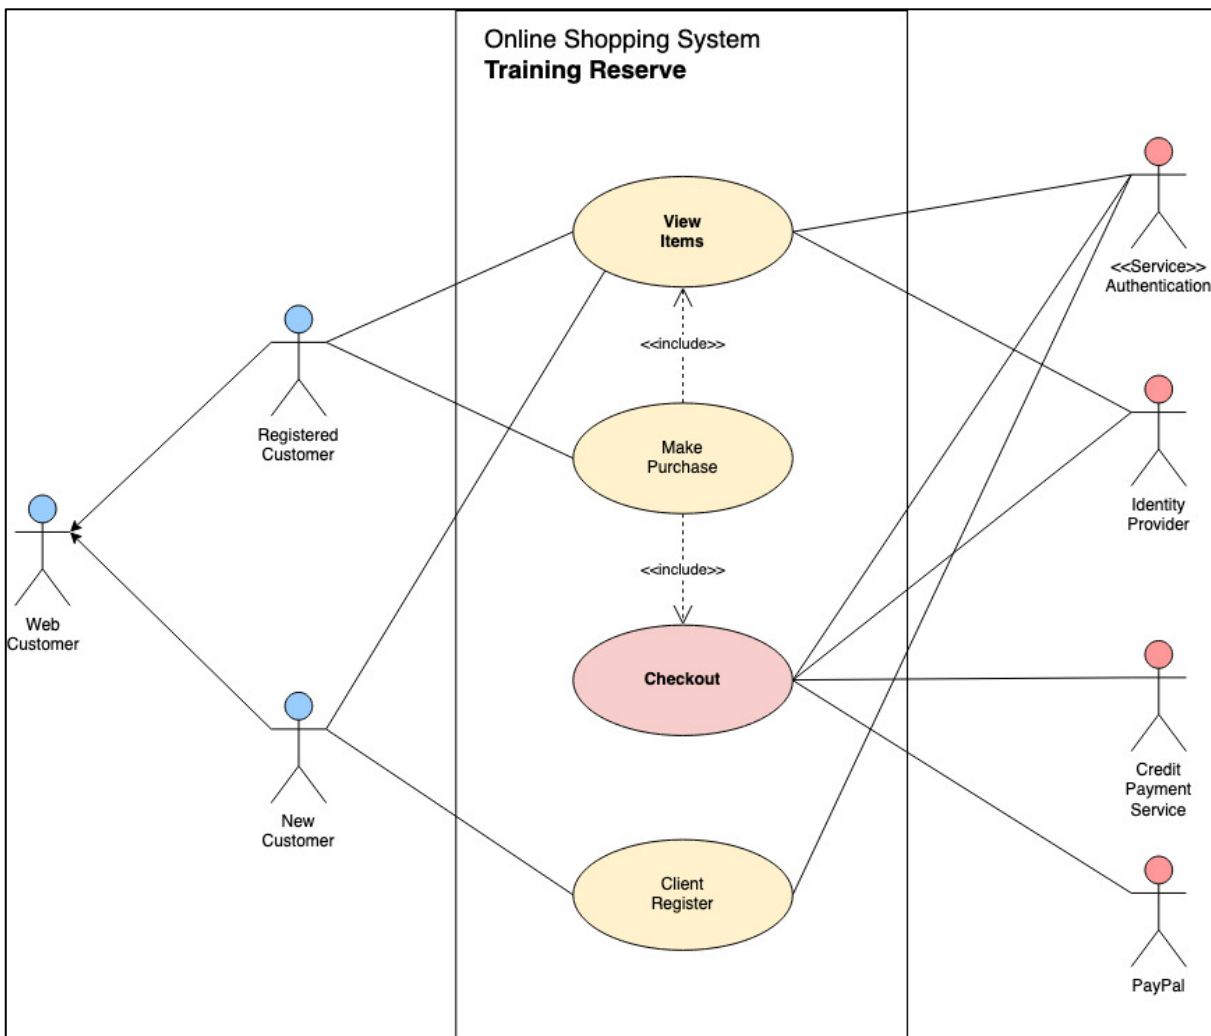 Online Shopping System
Training Reserve
View
Items
<<Service>>
Authentication
<<include>>
Registered
Customer
Make
Purchase
Identity
Provider
<<include>>
Web
Customer
Checkout
Credit
Payment
Service
New
Customer
Client
Register
PayPal